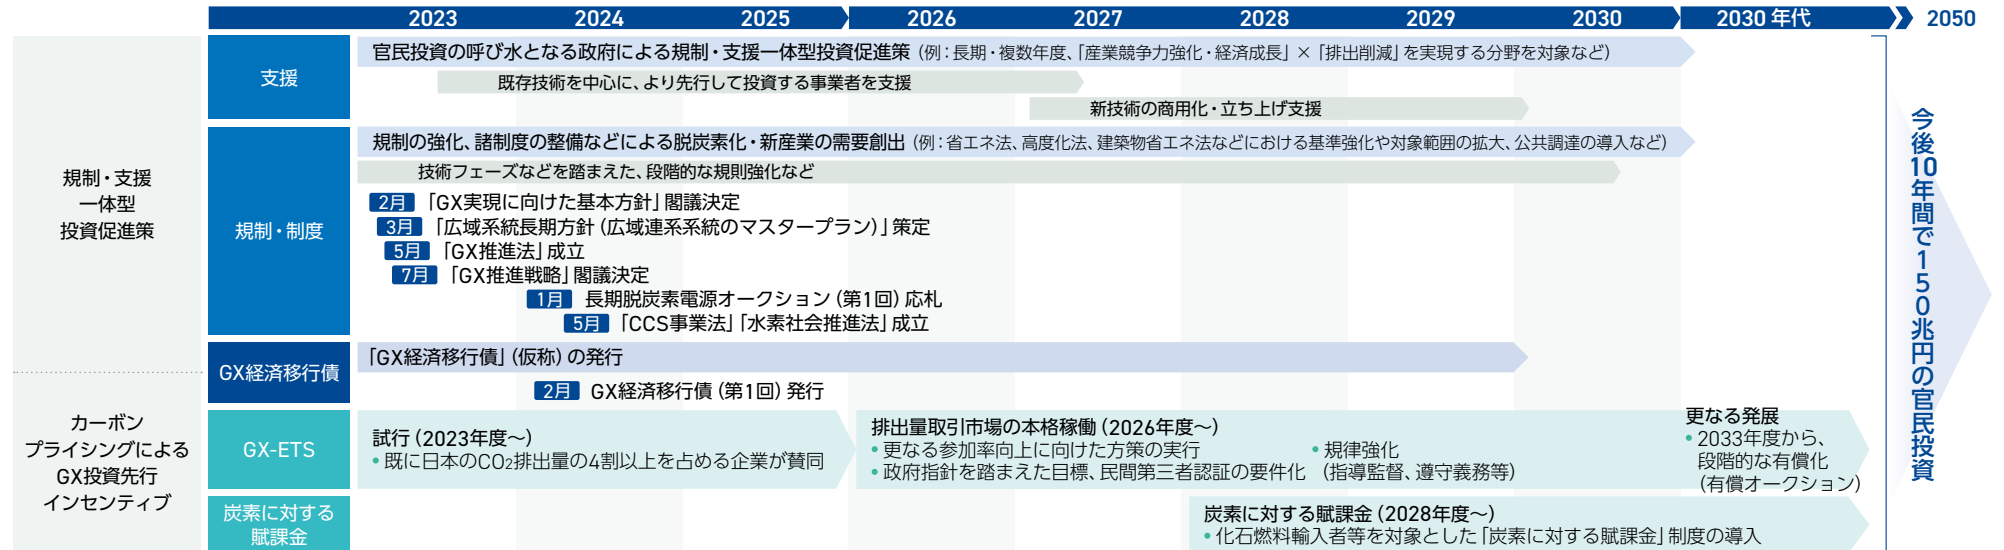 2023 2024 2025 2026 2027 2028 2029 2030 2030年代 2050
規制・支援
一体型
投資促進策
支援
官民投資の呼び水となる政府による規制・支援一体型投資促進策（例：長期・複数年度、「産業競争力強化・経済成長」×「排出削減」を実現する分野を対象など）
既存技術を中心に、より先行して投資する事業者を支援
新技術の商用化・立ち上げ支援
規制・制度
規制の強化、諸制度の整備などによる脱炭素化・新産業の需要創出（例：省エネ法、高度化法、建築物省エネ法などにおける基準強化や対象範囲の拡大、公共調達の導入など）
技術フェーズなどを踏まえた、段階的な規則強化など
2月 「GX実現に向けた基本方針」閣議決定
3月 「広域系統長期方針（広域連系系統のマスタープラン）」策定
5月 「GX推進法」成立
7月 「GX推進戦略」閣議決定
1月 長期脱炭素電源オークション（第1回）応札
5月 「CCS事業法」「水素社会推進法」成立
GX経済移行債
「GX経済移行債」（仮称）の発行
2月 GX経済移行債（第1回）発行
カーボン
プライシングによる
GX投資先行
インセンティブ
GX-ETS
試行（2023年度～）
• 既に日本のCO₂排出量の4割以上を占める企業が賛同
排出量取引市場の本格稼働（2026年度～）
• 更なる参加率向上に向けた方策の実行
• 政府指針を踏まえた目標、民間第三者認証の要件化
• 規律強化
（指導監督、遵守義務等）
更なる発展
• 2033年度から、
段階的な有償化
（有償オークション）
炭素に対する
賦課金
炭素に対する賦課金（2028年度～）
• 化石燃料輸入者等を対象とした「炭素に対する賦課金」制度の導入
今後10年間で150兆円の官民投資